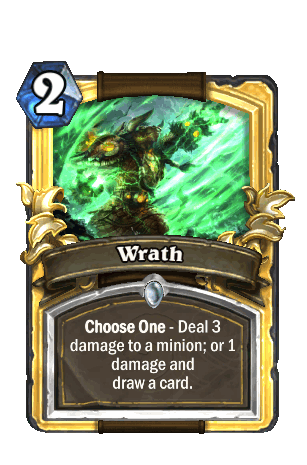 2
Wrath
Choose One - Deal 3
damage to a minion; or 1
damage and
draw a card.